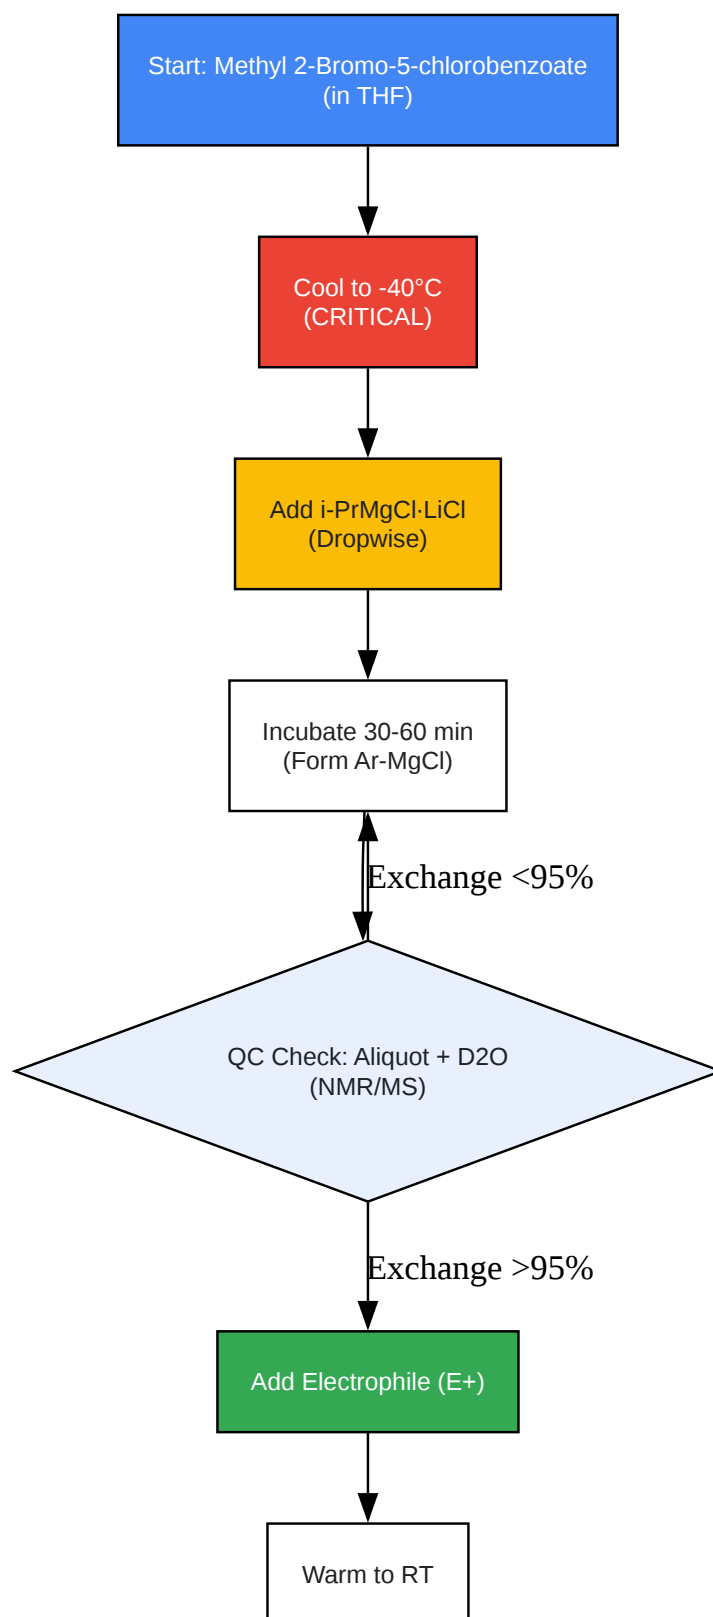 Start: Methyl 2-Bromo-5-chlorobenzoate
(in THF)
Cool to -40°C
(CRITICAL)
Add i-PrMgCl·LiCl
(Dropwise)
Incubate 30-60 min
(Form Ar-MgCl)
Exchange <95%
QC Check: Aliquot + D2O
(NMR/MS)
Exchange >95%
Add Electrophile (E+)
Warm to RT